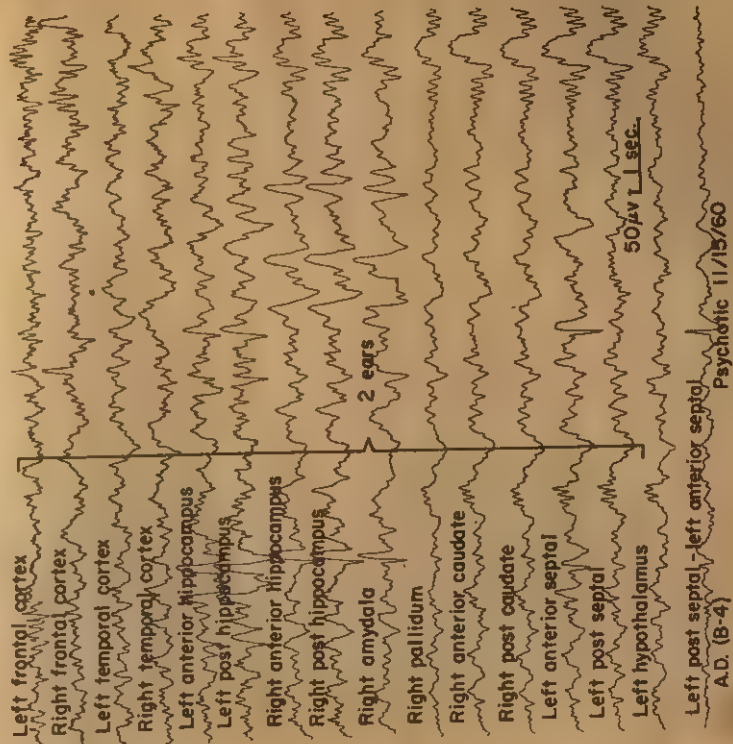 Left frontal cortex
Right frontal cortex
Left temporal cortex
Right temporal cortex
Left anterior hippocampus
Left post hippocampus
Right anterior hippocampus
Right post hippocampus
Right amydala
2 ears
Right pallidum
Right anterior caudate
Right post caudate
Left anterior septal
Left post septal
50 μv 1 sec.
Left hypothalamus
Left post septal-left anterior septal
A.D. (B-4)
Psychotic 11/15/60